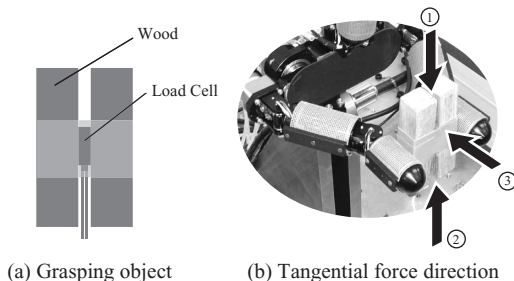 Wood
Load Cell
①
③
②
(a) Grasping object
(b) Tangential force direction